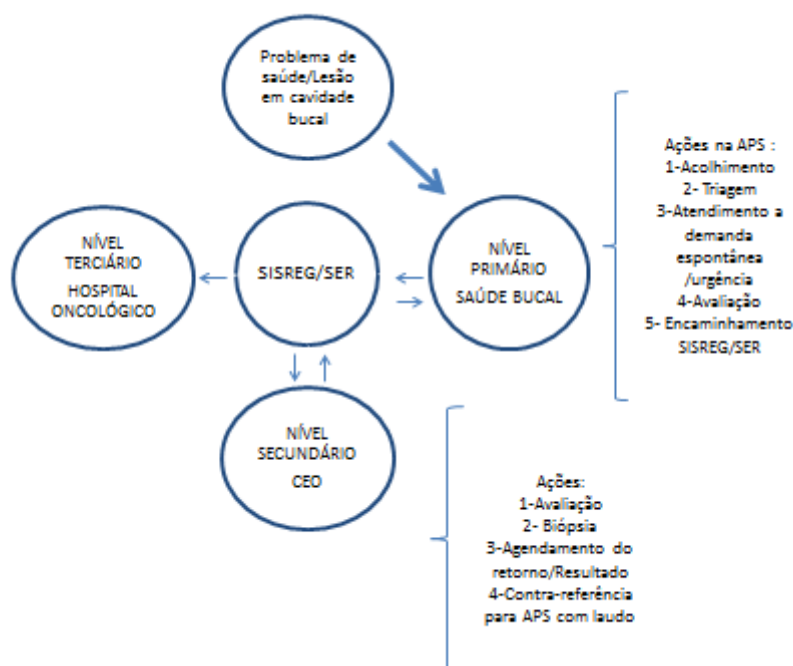 Problema de
saúde/Lesão
em cavidade
bucal
Ações na APS :
1-Acolhimento
2- Triagem
3-Atendimento a
demanda
espontânea
/urgência
4-Avaliação
5- Encaminhamento
SISREG/SER
NÍVEL
TERCIÁRIO
HOSPITAL
ONCOLÓGICO
SISREG/SER
NÍVEL
PRIMÁRIO
SAÚDE BUCAL
NÍVEL
SECUNDÁRIO
CEO
Ações:
1-Avaliação
2- Biópsia
3-Agendamento do
retorno/Resultado
4-Contra-referência
para APS com laudo